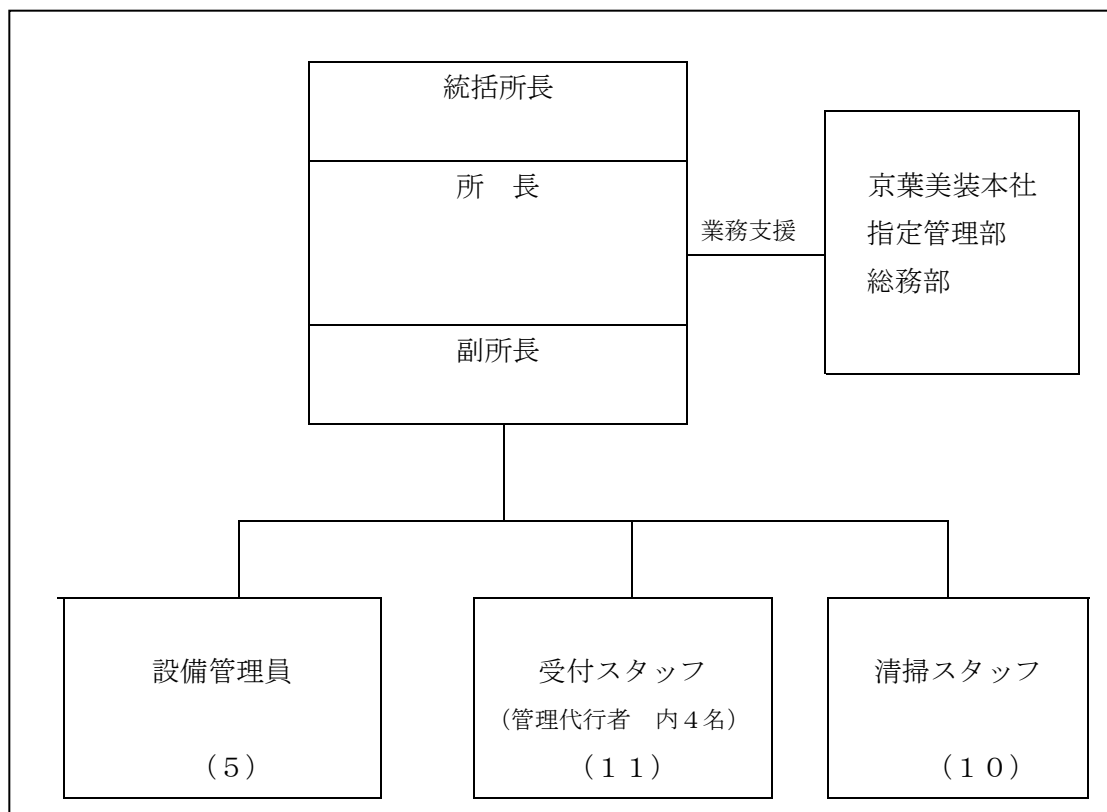 統括所長
所　長
副所長
業務支援
京葉美装本社
指定管理部
総務部
設備管理員
（５）
受付スタッフ
（管理代行者　内４名）
（１１）
清掃スタッフ
（１０）